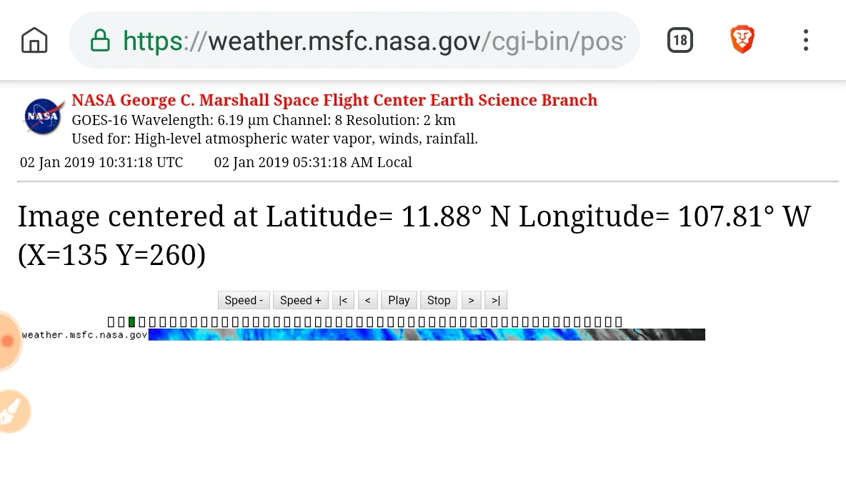 https://weather.msfc.nasa.gov/cgi-bin/pos
18
NASA
NASA George C. Marshall Space Flight Center Earth Science Branch
GOES-16 Wavelength: 6.19 µm Channel: 8 Resolution: 2 km
Used for: High-level atmospheric water vapor, winds, rainfall.
02 Jan 2019 10:31:18 UTC 02 Jan 2019 05:31:18 AM Local
Image centered at Latitude= 11.88° N Longitude= 107.81° W
(X=135 Y=260)
Speed - Speed + |< < Play Stop > >|
weather.msfc.nasa.gov